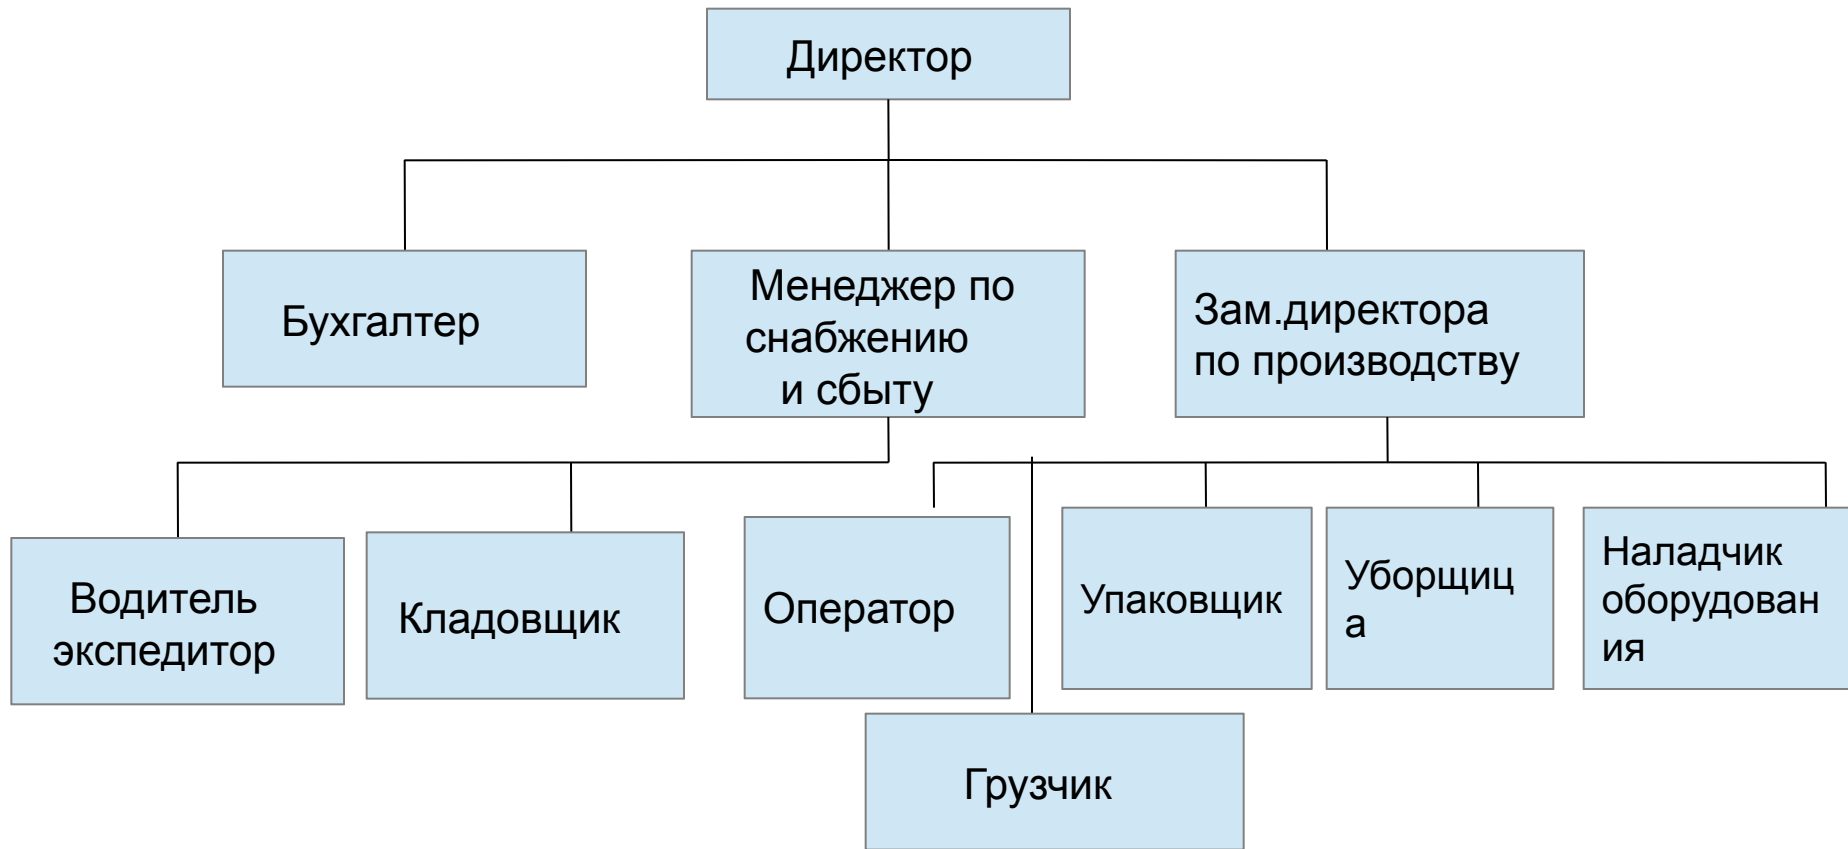 Директор
Бухгалтер
Менеджер по
снабжению
и сбыту
Зам.директора
по производству
Водитель
экспедитор
Кладовщик
Оператор
Упаковщик
Уборщиц
а
Наладчик
оборудован
ия
Грузчик